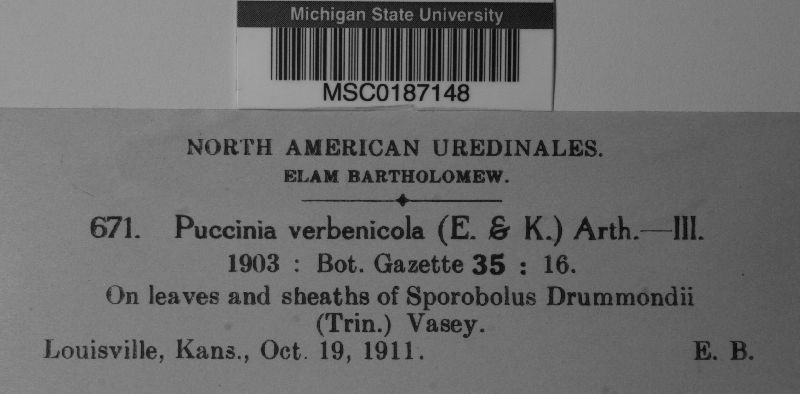 Michigan State University
MSC0187148
NORTH AMERICAN UREDINALES.
ELAM BARTHOLOMEW.
671. Puccinia verbenicola (E. & K.) Arth.—III.
1903 : Bot. Gazette 35 : 16.
On leaves and sheaths of Sporobolus Drummondii
(Trin.) Vasey.
Louisville, Kans., Oct. 19, 1911. E. B.